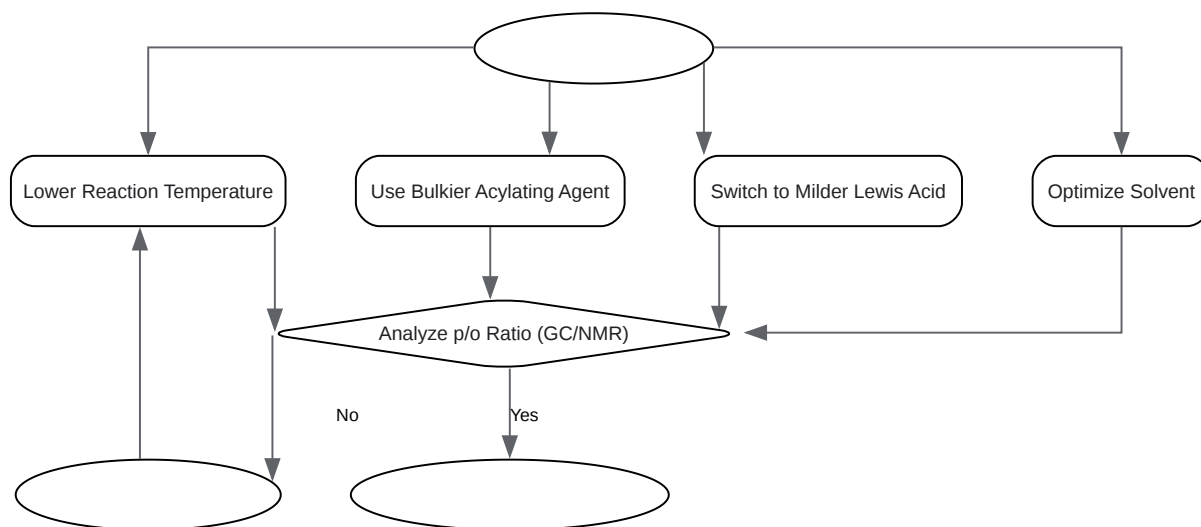 Lower Reaction Temperature
Use Bulkier Acylating Agent
Switch to Milder Lewis Acid
Optimize Solvent
Analyze p/o Ratio (GC/NMR)
No
Yes